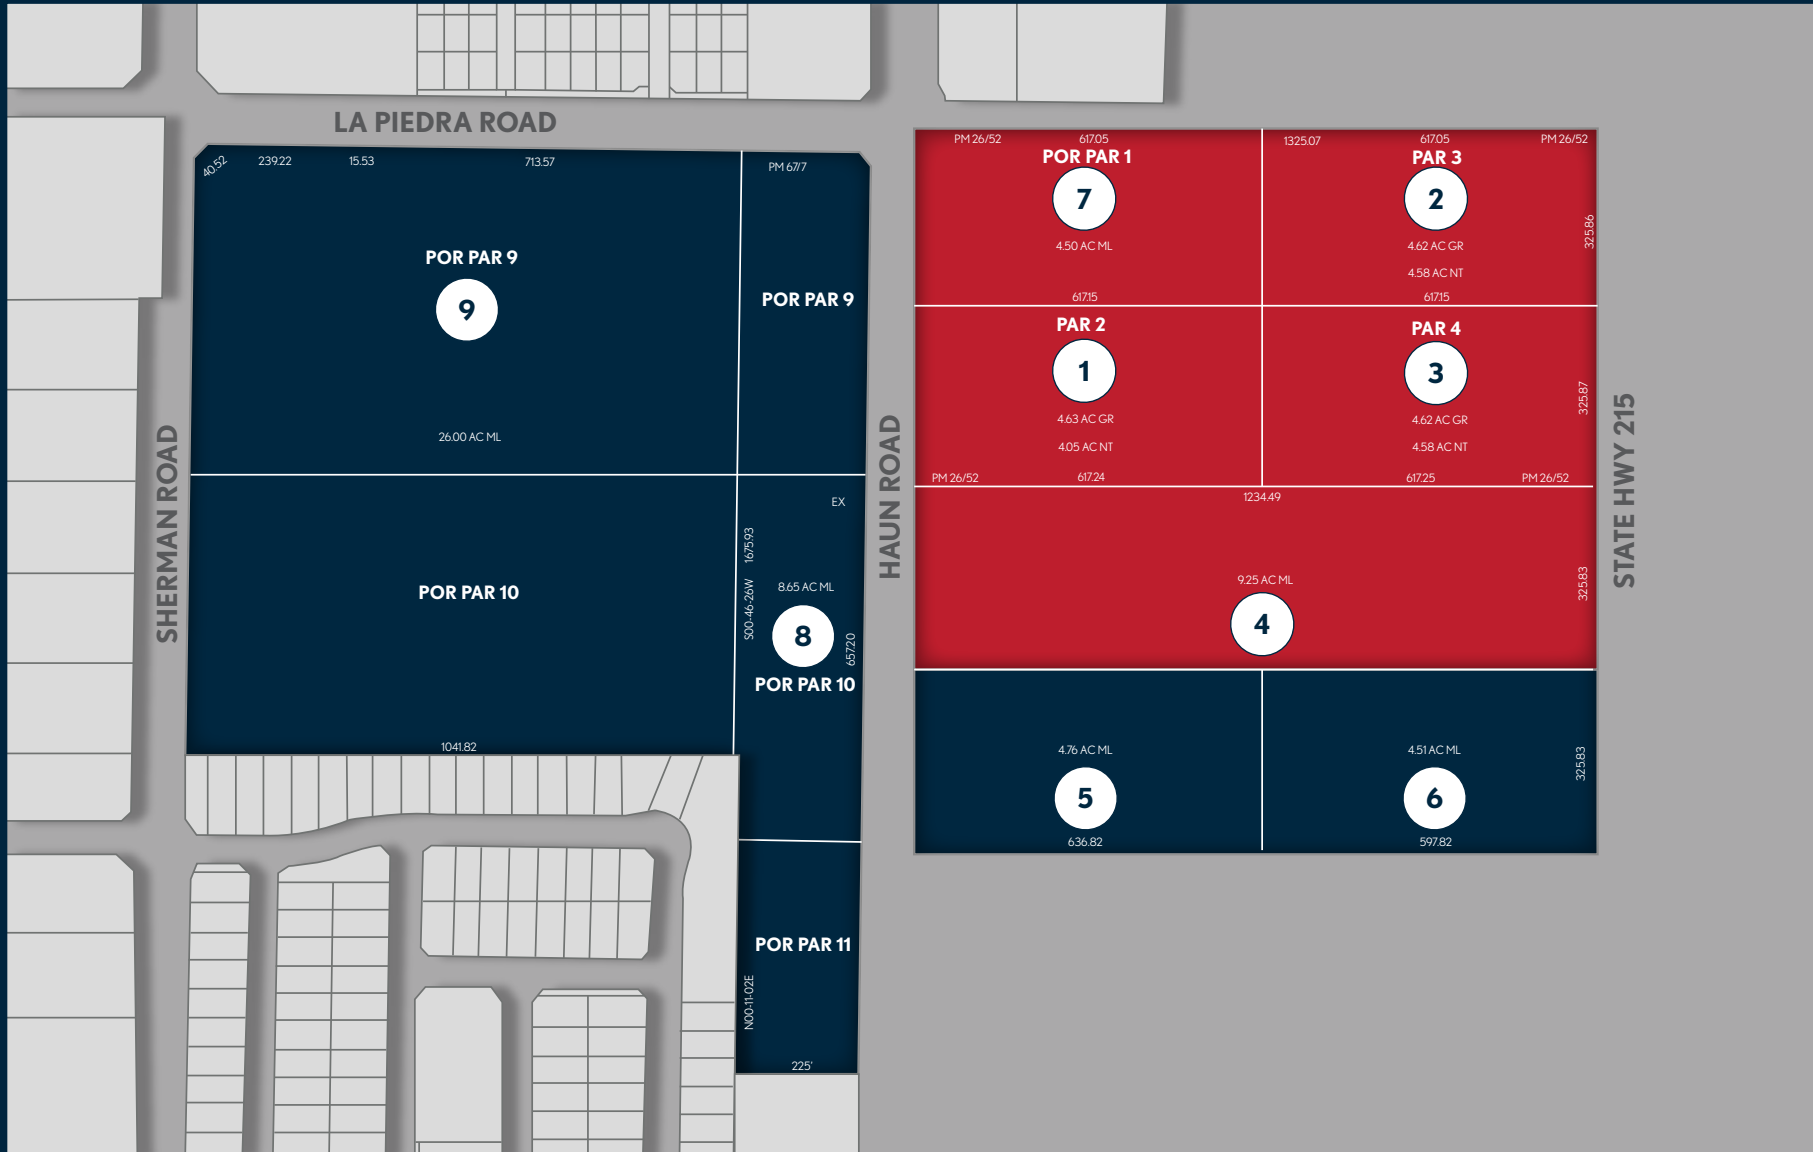 LA PIEDRA ROAD
40.52
239.22
15.53
713.57
PM 67/7
POR PAR 9
9
26.00 AC ML
POR PAR 9
SHERMAN ROAD
POR PAR 10
1041.82
EX
S00-46-26W 1675.93
8.65 AC ML
8
657.20
POR PAR 10
POR PAR 11
N00-11-02E
225'
HAUN ROAD
PM 26/52
617.05
1325.07
617.05
PM 26/52
POR PAR 1
7
4.50 AC ML
617.15
PAR 3
2
4.62 AC GR
4.58 AC NT
617.15
325.86
PAR 2
1
4.63 AC GR
4.05 AC NT
PM 26/52
617.24
PAR 4
3
4.62 AC GR
4.58 AC NT
617.25
PM 26/52
325.87
STATE HWY 215
1234.49
9.25 AC ML
4
325.83
4.76 AC ML
5
636.82
4.51 AC ML
6
597.82
325.83